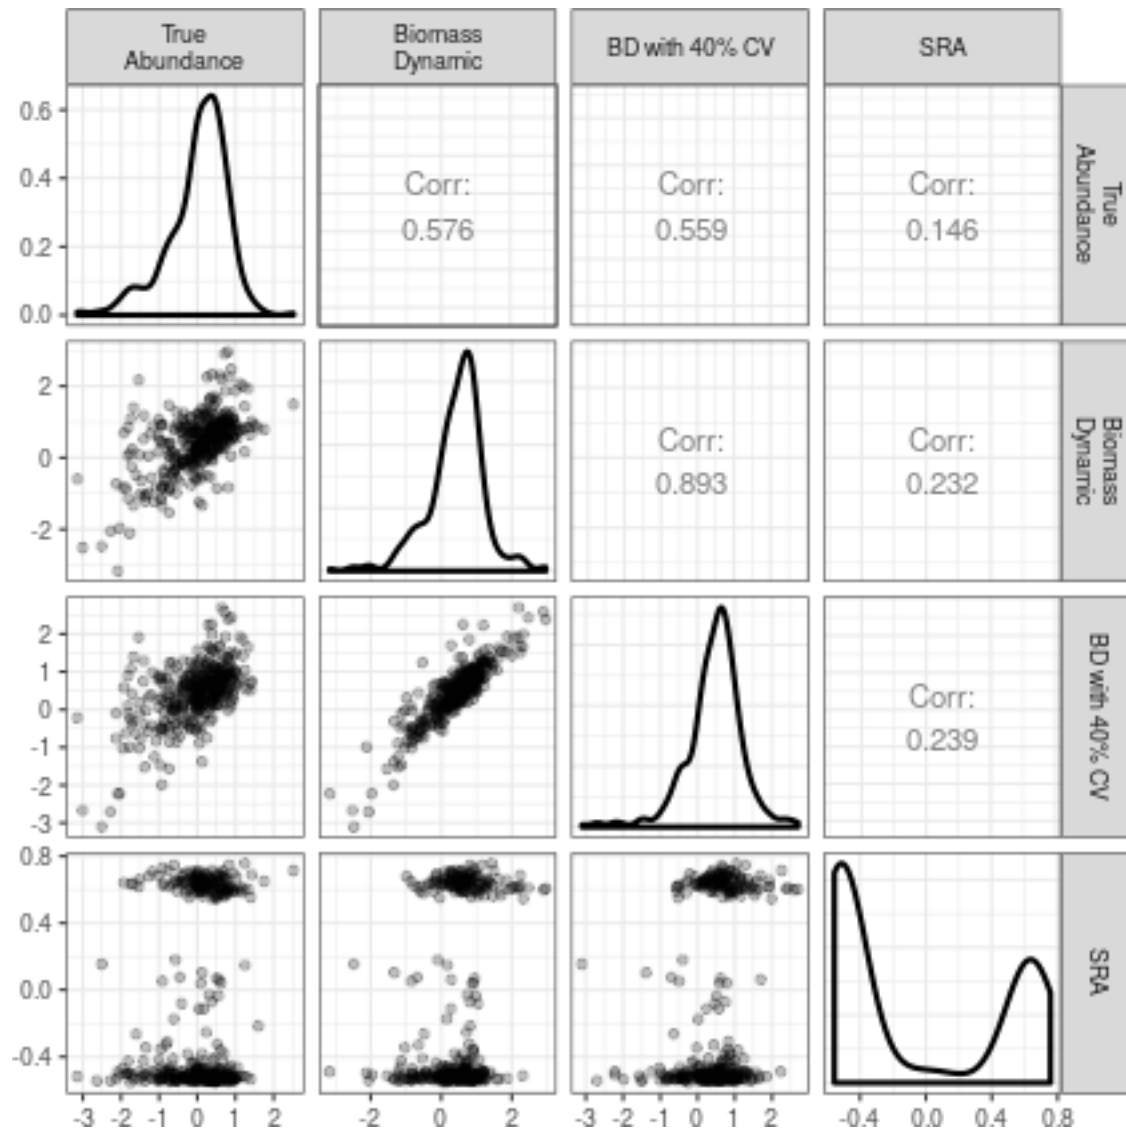 True
Abundance
Biomass
Dynamic
BD with 40% CV
SRA
0.6
0.4
0.2
0.0
Corr:
0.576
Corr:
0.559
Corr:
0.146
True
Abundance
2
0
-2
Corr:
0.893
Corr:
0.232
Biomass
Dynamic
2
1
0
-1
-2
-3
Corr:
0.239
BD with 40% CV
0.8
0.4
0.0
-0.4
SRA
-3 -2 -1 0 1 2
-2 0 2
-3 -2 -1 0 1 2
-0.4 0.0 0.4 0.8